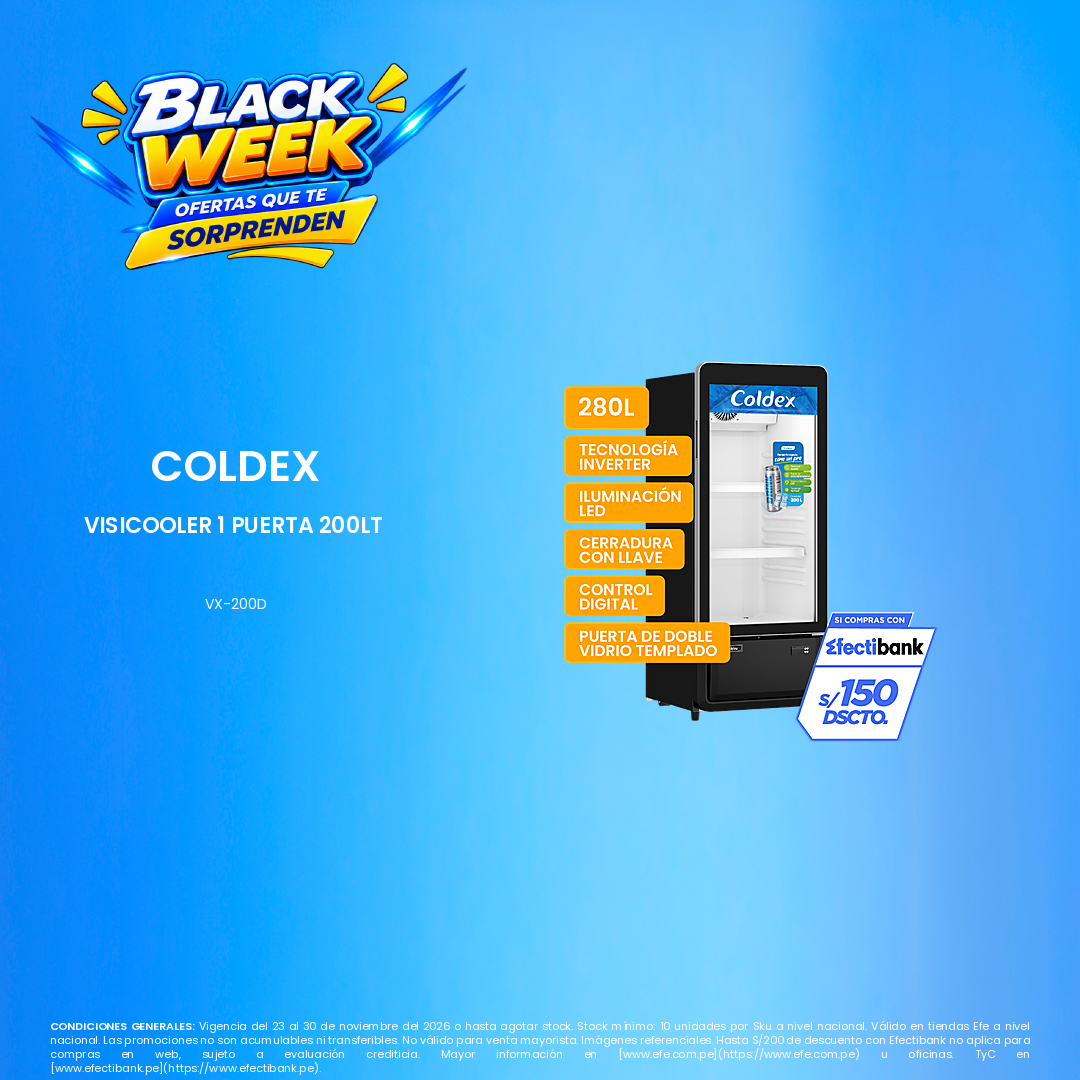 BLACK
WEEK
OFERTAS QUE TE
SORPRENDEN
COLDEX
VISICOOLER 1 PUERTA 200LT
VX-200D
280L
TECNOLOGÍA
INVERTER
ILUMINACIÓN
LED
CERRADURA
CON LLAVE
CONTROL
DIGITAL
PUERTA DE DOBLE
VIDRIO TEMPLADO
Coldex
SI COMPRAS CON
Efectibank
S/150
DSCTO.
CONDICIONES GENERALES: Vigencia del 23 al 30 de noviembre del 2026 o hasta agotar stock. Stock mínimo: 10 unidades por Sku a nivel nacional. Válido en tiendas Efe a nivel
nacional. Las promociones no son acumulables ni transferibles. No válido para venta mayorista. Imágenes referenciales. Hasta S/200 de descuento con Efectibank no aplica para
compras en web, sujeto a evaluación crediticia. Mayor información en [www.efe.com.pe](https://www.efe.com.pe) u oficinas. TyC en
[www.efectibank.pe](https://www.efectibank.pe).